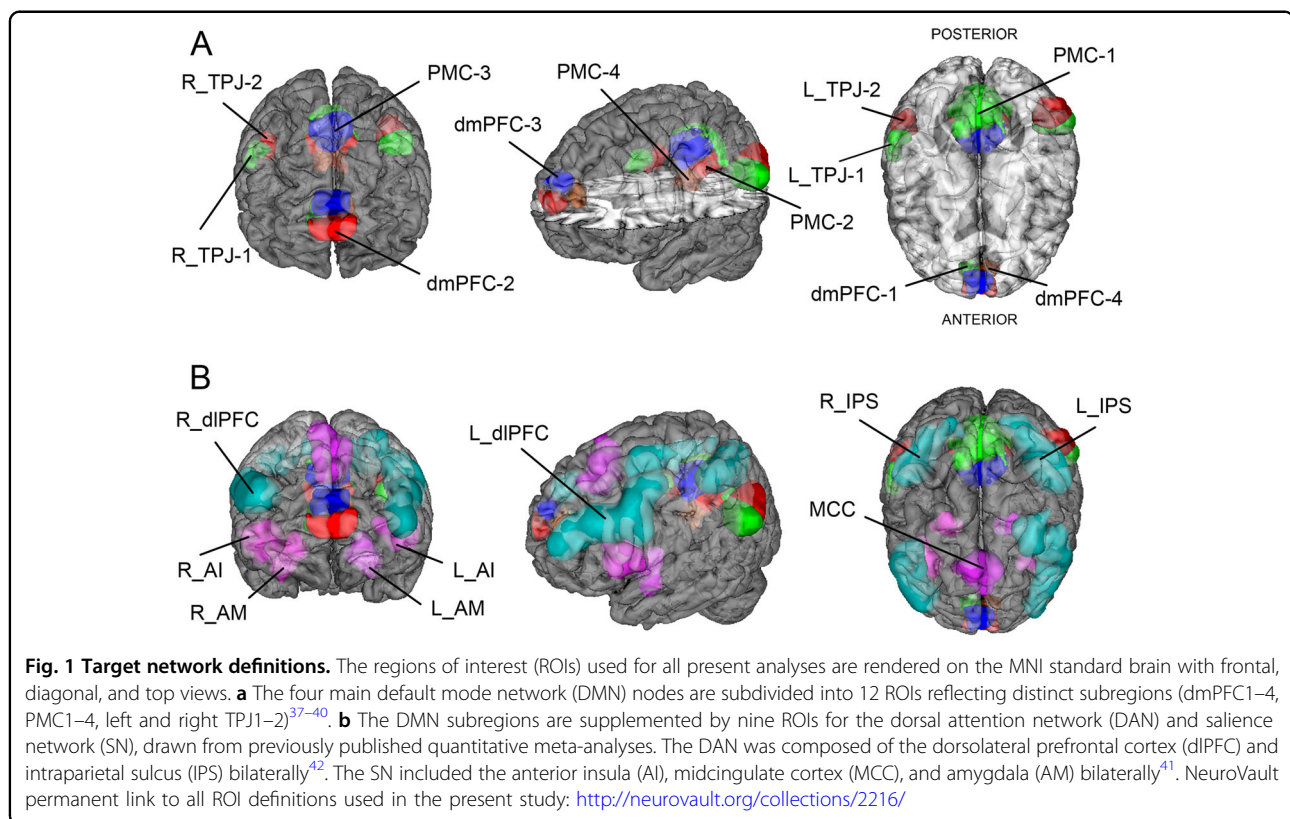 A
R_TPJ-2
PMC-3
R_TPJ-1
dmPFC-2
PMC-4
dmPFC-3
PMC-2
POSTERIOR
PMC-1
L_TPJ-2
L_TPJ-1
dmPFC-1
dmPFC-4
ANTERIOR
B
R_dlPFC
R_AI
R_AM
L_AI
L_AM
L_dlPFC
R_IPS
L_IPS
MCC
Fig. 1 Target network definitions. The regions of interest (ROIs) used for all present analyses are rendered on the MNI standard brain with frontal,
diagonal, and top views. a The four main default mode network (DMN) nodes are subdivided into 12 ROIs reflecting distinct subregions (dmPFC1–4,
PMC1–4, left and right TPJ1–2)37–40. b The DMN subregions are supplemented by nine ROIs for the dorsal attention network (DAN) and salience
network (SN), drawn from previously published quantitative meta-analyses. The DAN was composed of the dorsolateral prefrontal cortex (dlPFC) and
intraparietal sulcus (IPS) bilaterally42. The SN included the anterior insula (AI), midcingulate cortex (MCC), and amygdala (AM) bilaterally41. NeuroVault
permanent link to all ROI definitions used in the present study: http://neurovault.org/collections/2216/